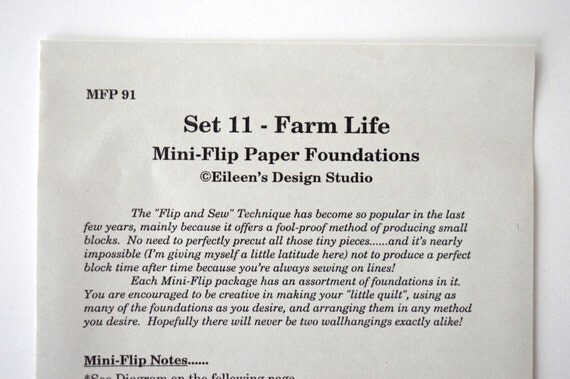 MFP 91
Set 11 - Farm Life
Mini-Flip Paper Foundations
©Eileen's Design Studio
The "Flip and Sew" Technique has become so popular in the last
few years, mainly because it offers a fool-proof method of producing small
blocks. No need to perfectly precut all those tiny pieces......and it's nearly
impossible (I'm giving myself a little latitude here) not to produce a perfect
block time after time because you're always sewing on lines!
Each Mini-Flip package has an assortment of foundations in it.
You are encouraged to be creative in making your "little quilt", using as
many of the foundations as you desire, and arranging them in any method
you desire. Hopefully there will never be two wallhangings exactly alike!
Mini-Flip Notes......
*See Diagram on the following page